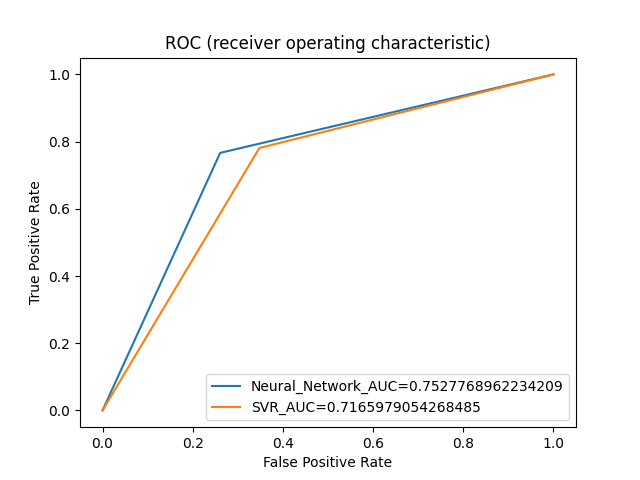 ROC (receiver operating characteristic)
1.0
0.8
0.6
0.4
0.2
0.0
True Positive Rate
Neural_Network_AUC=0.7527768962234209
SVR_AUC=0.7165979054268485
0.0 0.2 0.4 0.6 0.8 1.0
False Positive Rate